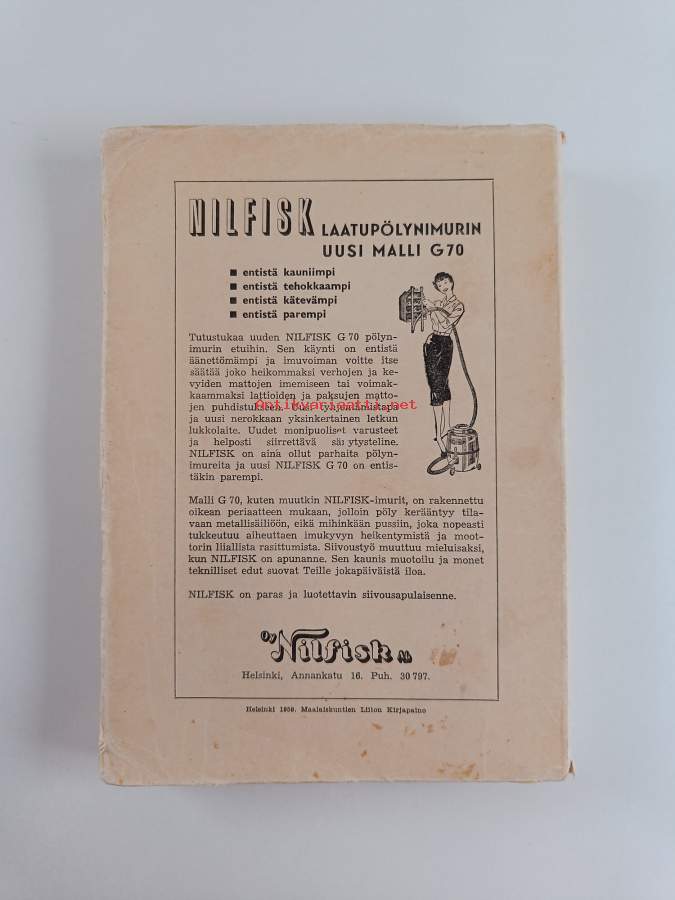 NILFISK LAATUPÖLYNIMURIN
UUSI MALLI G70
■ entistä kauniimpi
■ entistä tehokkaampi
■ entistä kätevämpi
■ entistä parempi
Tutustukaa uuden NILFISK G 70 pölyn-
imurin etuihin. Sen käynti on entistä
äänettömämpi ja imuvoiman voitte itse
säätää joko heikommaksi verhojen ja ke-
vyiden mattojen imemiseen tai voimak-
kaammaksi lattioiden ja paksujen matto-
jen puhdistukseen. Uusi
antikvariaatti.net
ja uusi nerokkaan yksinkertainen letkun
lukkolaite. Uudet monipuoliset varusteet
ja helposti siirrettävä säilytysteline.
NILFISK on aina ollut parhaita pölyn-
imureita ja uusi NILFISK G 70 on entis-
täkin parempi.
Malli G 70, kuten muutkin NILFISK-imurit, on rakennettu
oikean periaatteen mukaan, jolloin pöly kerääntyy tila-
vaan metallisäiliöön, eikä mihinkään pussiin, joka nopeasti
tukkeutuu aiheuttaen imukyvyn heikentymistä ja moot-
torin liiallista rasittumista. Siivoustyö muuttuu mieluisaksi,
kun NILFISK on apunanne. Sen kaunis muotoilu ja monet
teknilliset edut suovat Teille jokapäiväistä iloa.
NILFISK on paras ja luotettavin siivousapulaisenne.
Oy Nilfisk Ab
Helsinki, Annankatu 16. Puh. 30 797.
Helsinki 1956. Maalaiskuntien Liiton Kirjapaino